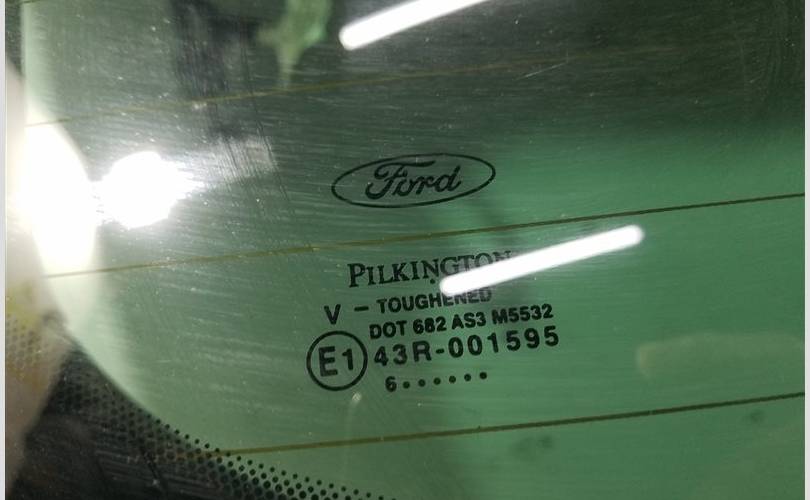 Ford
PILKINGTON
V - TOUGHENED
DOT 682 AS3 M5532
E1 43R-001595
6••••••